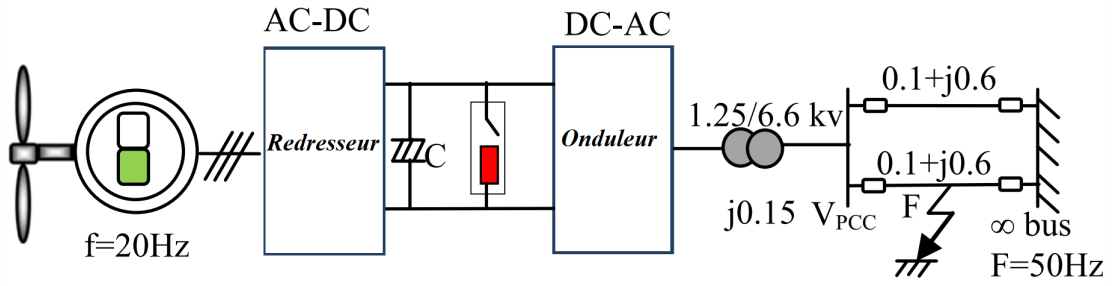 AC-DC
DC-AC
Redresseur
C
Onduleur
1.25/6.6 kv
0.1+j0.6
0.1+j0.6
f=20Hz
j0.15
VPCC
F
∞ bus
F=50Hz